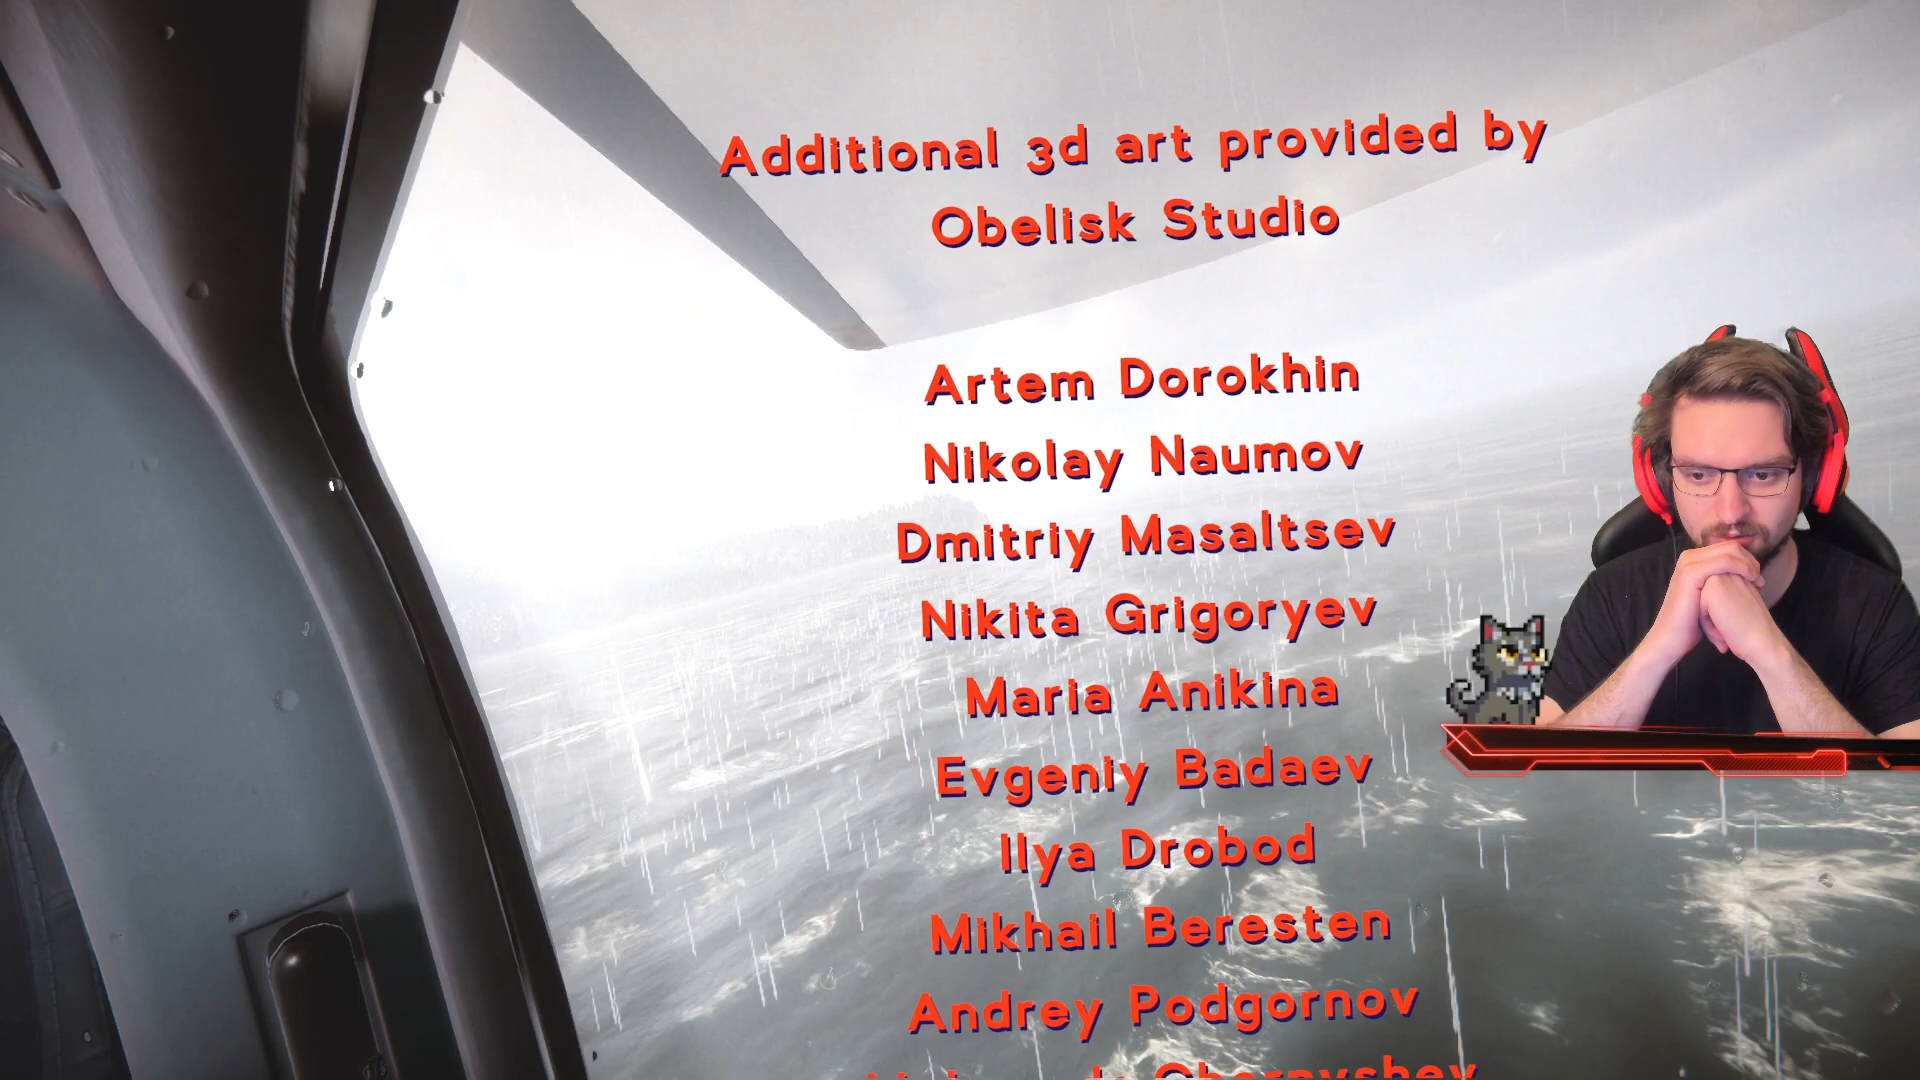 Additional 3d art provided by
Obelisk Studio
Artem Dorokhin
Nikolay Naumov
Dmitriy Masaltsev
Nikita Grigoryev
Maria Anikina
Evgeniy Badaev
Ilya Drobod
Mikhail Beresten
Andrey Podgornov
Chernyshev